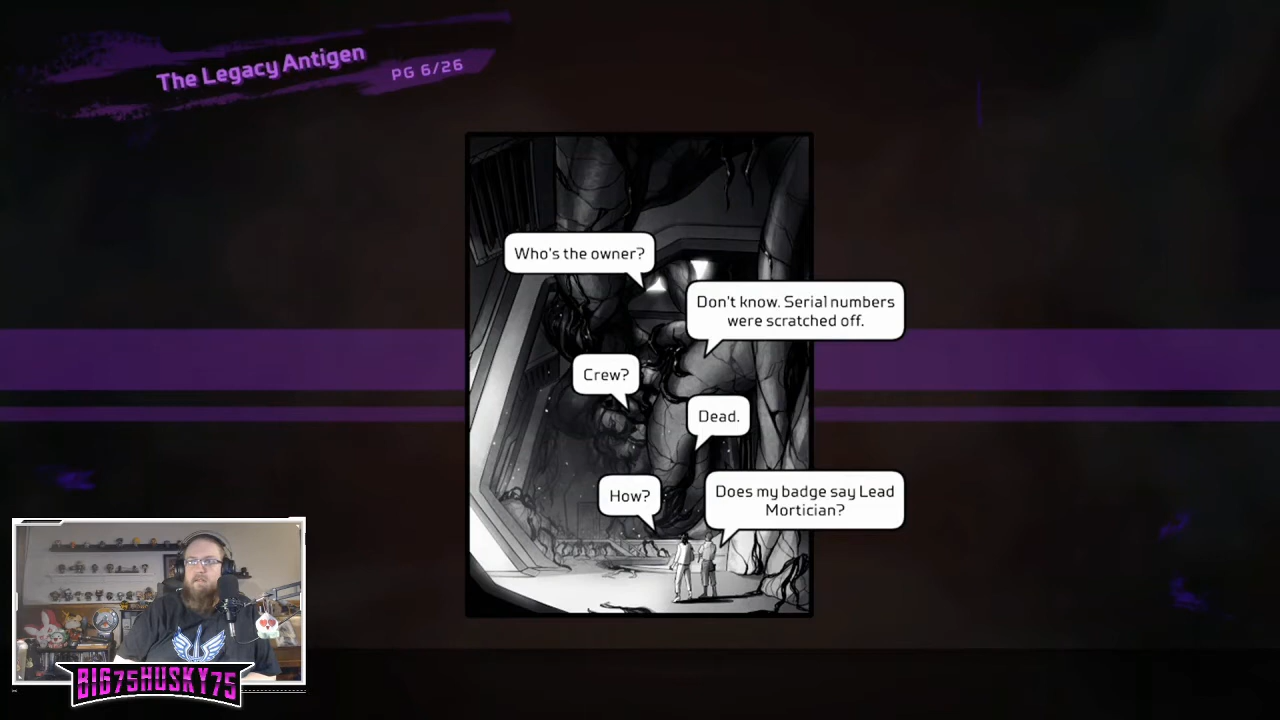 The Legacy Antigen
PG 6/26
Who's the owner?
Don't know. Serial numbers
were scratched off.
Crew?
Dead.
How?
Does my badge say Lead
Mortician?
BIG75HUSKY75